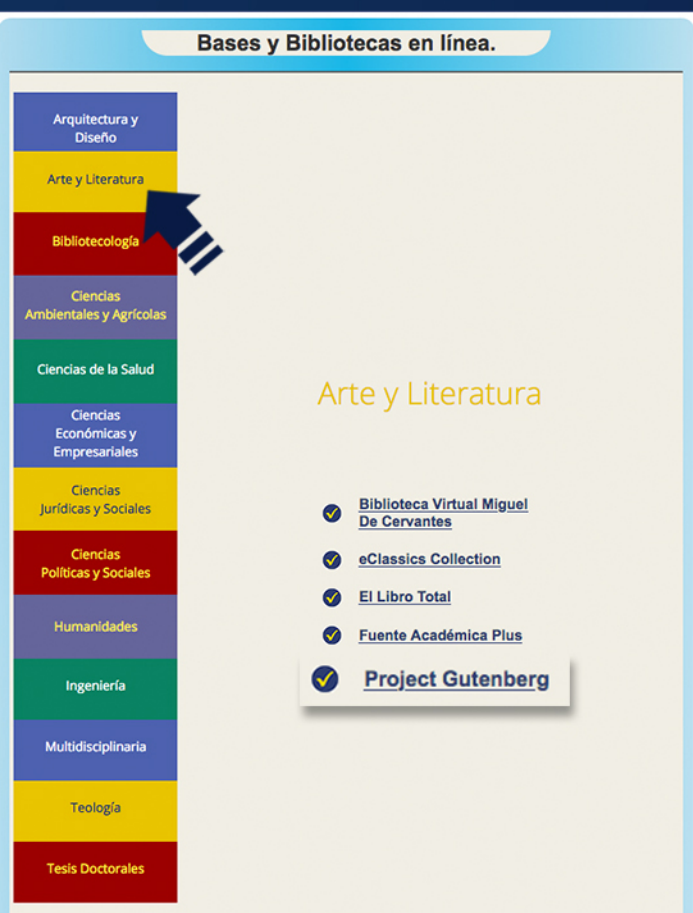 Bases y Bibliotecas en línea.
Arquitectura y
Diseño
Arte y Literatura
Bibliotecología
Ciencias
Ambientales y Agrícolas
Ciencias de la Salud
Ciencias
Económicas y
Empresariales
Ciencias
Jurídicas y Sociales
Ciencias
Políticas y Sociales
Humanidades
Ingeniería
Multidisciplinaria
Teología
Tesis Doctorales
Arte y Literatura
Biblioteca Virtual Miguel
De Cervantes
eClassics Collection
El Libro Total
Fuente Académica Plus
Project Gutenberg